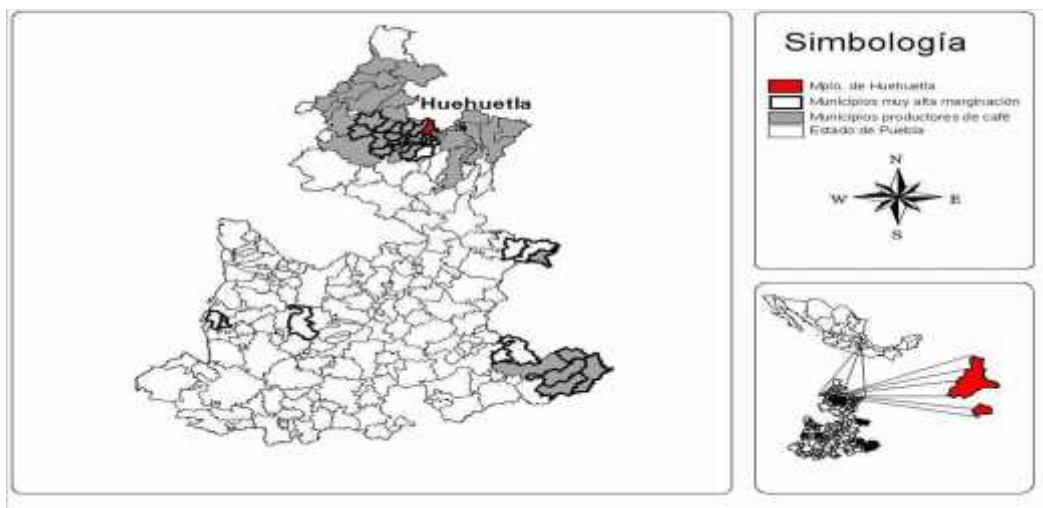 Huehuetla
Simbología
Mpio. de Huehuetla
Municipios muy alta marginación
Municipios productores de café
Estado de Puebla
N
W E
S